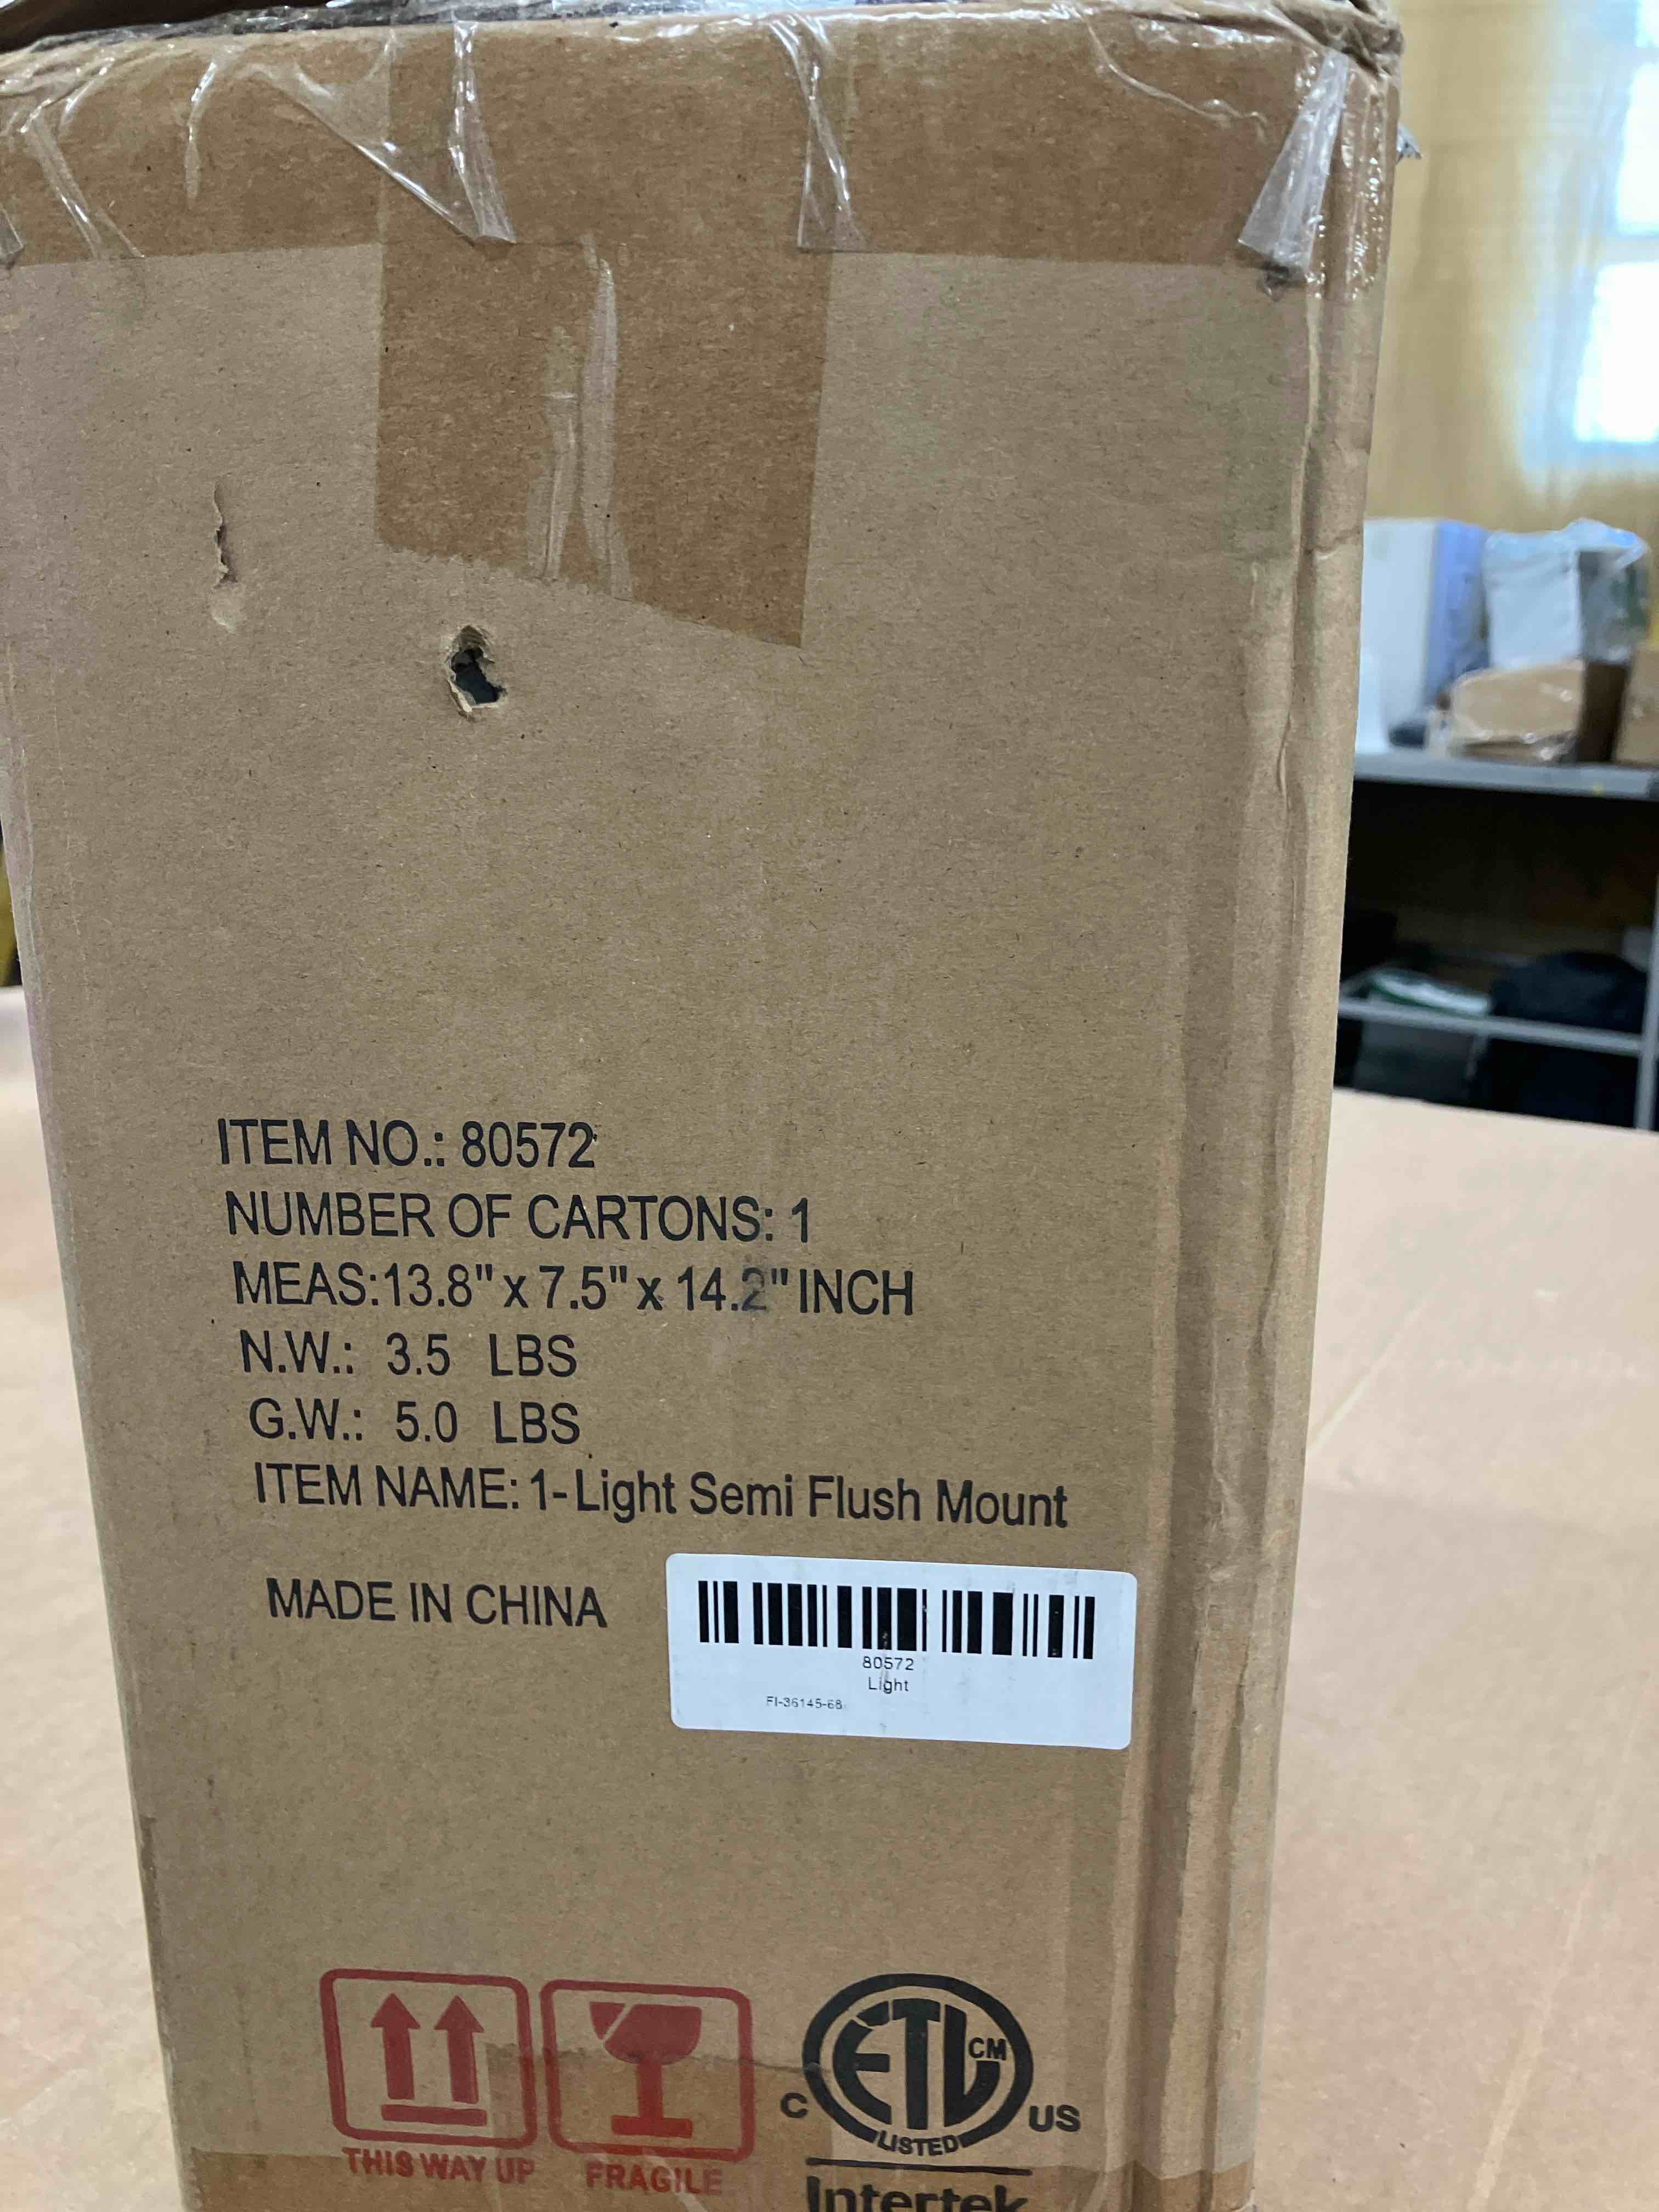 ITEM NO.: 80572
NUMBER OF CARTONS: 1
MEAS:13.8"x7.5"x14.2"INCH
N.W.: 3.5 LBS
G.W.: 5.0 LBS
ITEM NAME: 1-Light Semi Flush Mount
MADE IN CHINA
80572
Light
FI-36145-68
THIS WAY UP
FRAGILE
ETL CM
C US
LISTED
Intertek